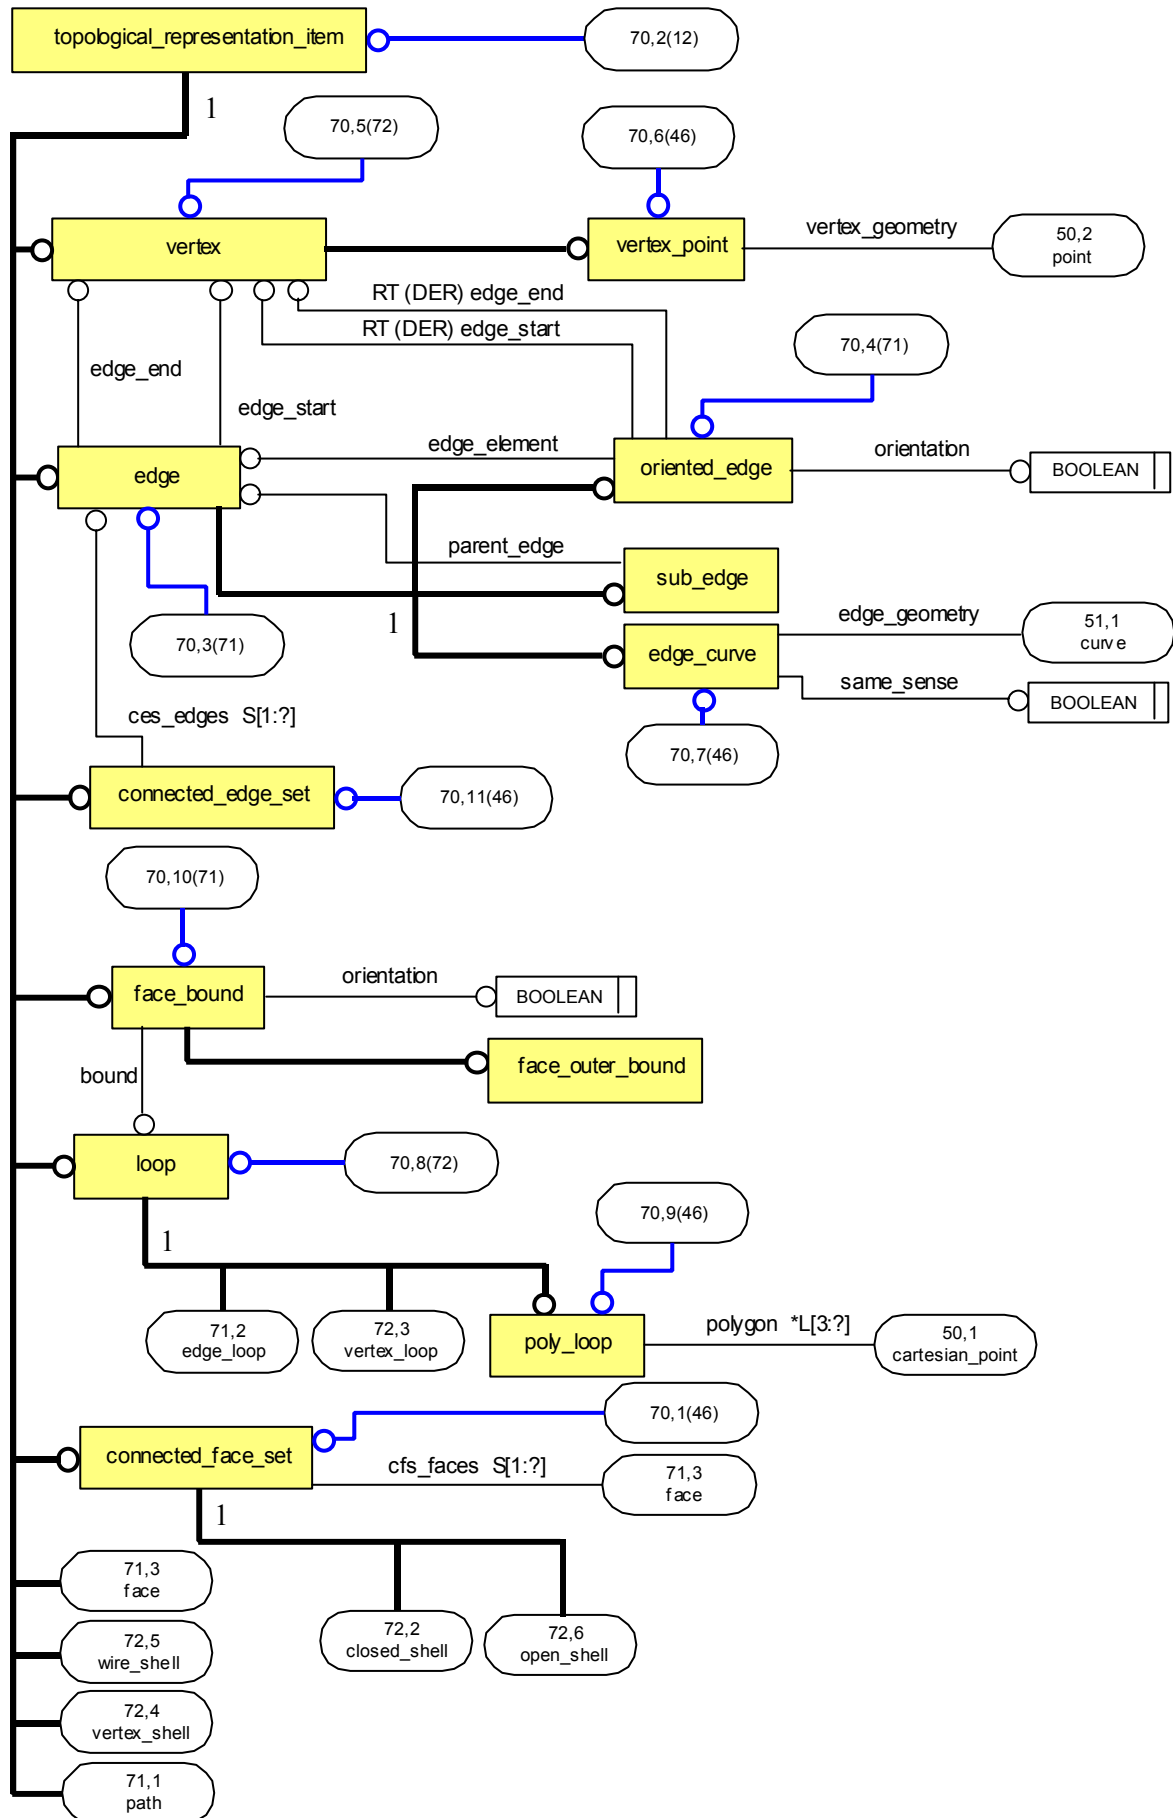 topological_representation_item
70,2(12)
1
70,5(72)
70,6(46)
vertex
vertex_point
vertex_geometry
50,2
point
RT (DER) edge_end
RT (DER) edge_start
70,4(71)
edge_end
edge_start
edge
edge_element
oriented_edge
orientation
BOOLEAN
parent_edge
sub_edge
1
70,3(71)
edge_curve
edge_geometry
51,1
curve
same_sense
BOOLEAN
ces_edges S[1:?]
70,7(46)
connected_edge_set
70,11(46)
70,10(71)
face_bound
orientation
BOOLEAN
face_outer_bound
bound
loop
70,8(72)
70,9(46)
1
71,2
edge_loop
72,3
vertex_loop
poly_loop
polygon *L[3:?]
50,1
cartesian_point
70,1(46)
connected_face_set
cfs_faces S[1:?]
71,3
face
1
71,3
face
72,2
closed_shell
72,6
open_shell
72,5
wire_shell
72,4
vertex_shell
71,1
path